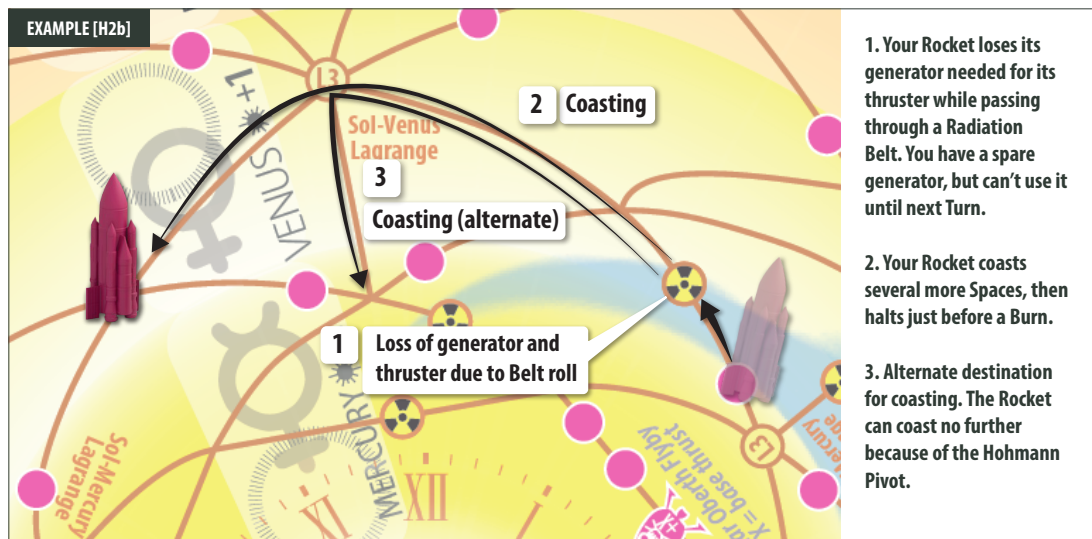 EXAMPLE [H2b]
L3
VENUS +1
Sol-Venus
Lagrange
2 Coasting
3
Coasting (alternate)
1
Loss of generator and
thruster due to Belt roll
MERCURY
Sol-Mercury
Lagrange
XII
I
L3
ar Oberth Flyby
X = base thrust
1. Your Rocket loses its
generator needed for its
thruster while passing
through a Radiation
Belt. You have a spare
generator, but can’t use it
until next Turn.
2. Your Rocket coasts
several more Spaces, then
halts just before a Burn.
3. Alternate destination
for coasting. The Rocket
can coast no further
because of the Hohmann
Pivot.